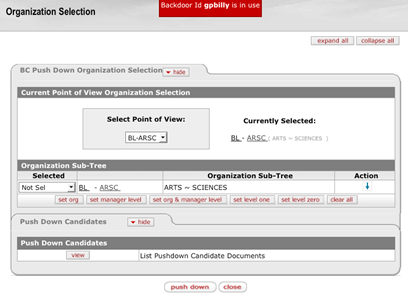 Backdoor Id gpbilly is in use
Organization Selection
expand all collapse all
BC Push Down Organization Selection hide
Current Point of View Organization Selection
Select Point of View:
BL-ARSC
Currently Selected:
BL - ARSC ( ARTS ~ SCIENCES )
Organization Sub-Tree
Selected Organization Sub-Tree Action
Not Sel BL - ARSC ARTS ~ SCIENCES
set org set manager level set org & manager level set level one set level zero clear all
Push Down Candidates hide
Push Down Candidates
view List Pushdown Candidate Documents
push down close